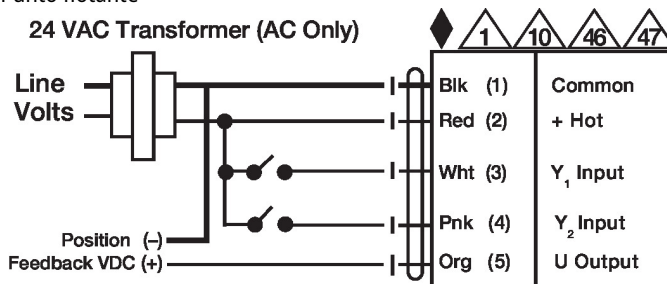 24 VAC Transformer (AC Only)
1 10 46 47
Line
Volts
Blk (1) Common
Red (2) + Hot
Wht (3) Y1 Input
Pnk (4) Y2 Input
Position (–)
Feedback VDC (+)
Org (5) U Output